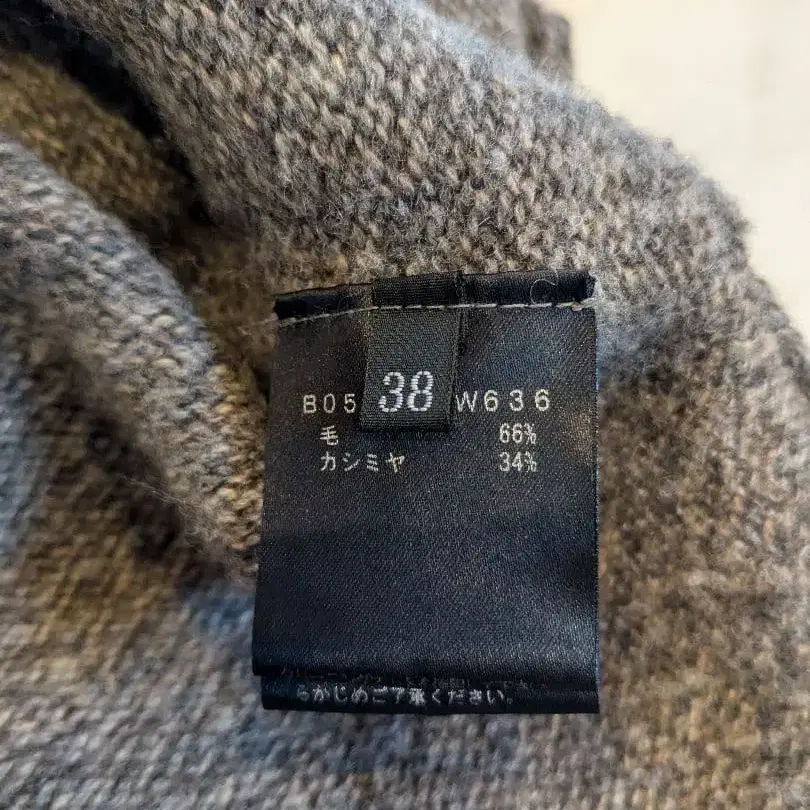 38
B05 W636
毛 66%
カシミヤ 34%
らかじめご了承ください。